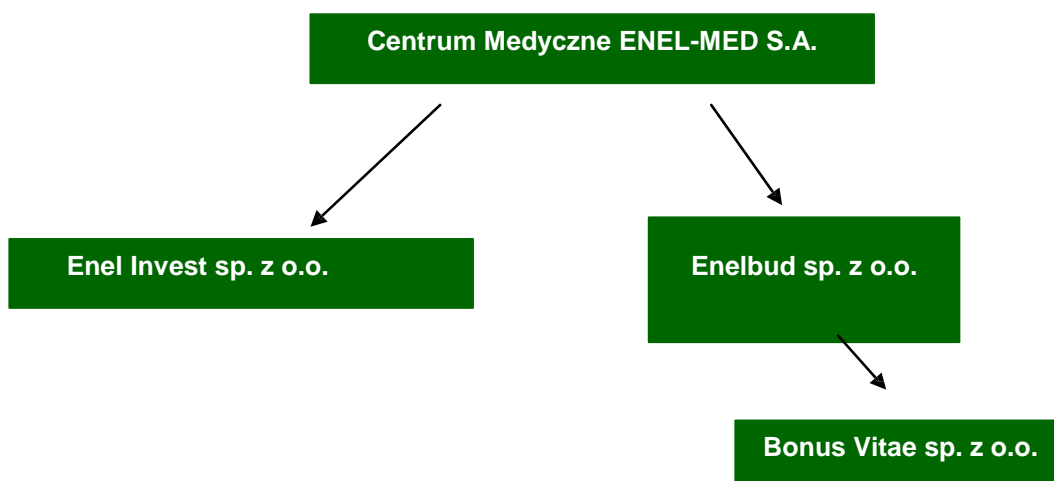 Centrum Medyczne ENEL-MED S.A.
Enel Invest sp. z o.o.
Enelbud sp. z o.o.
Bonus Vitae sp. z o.o.